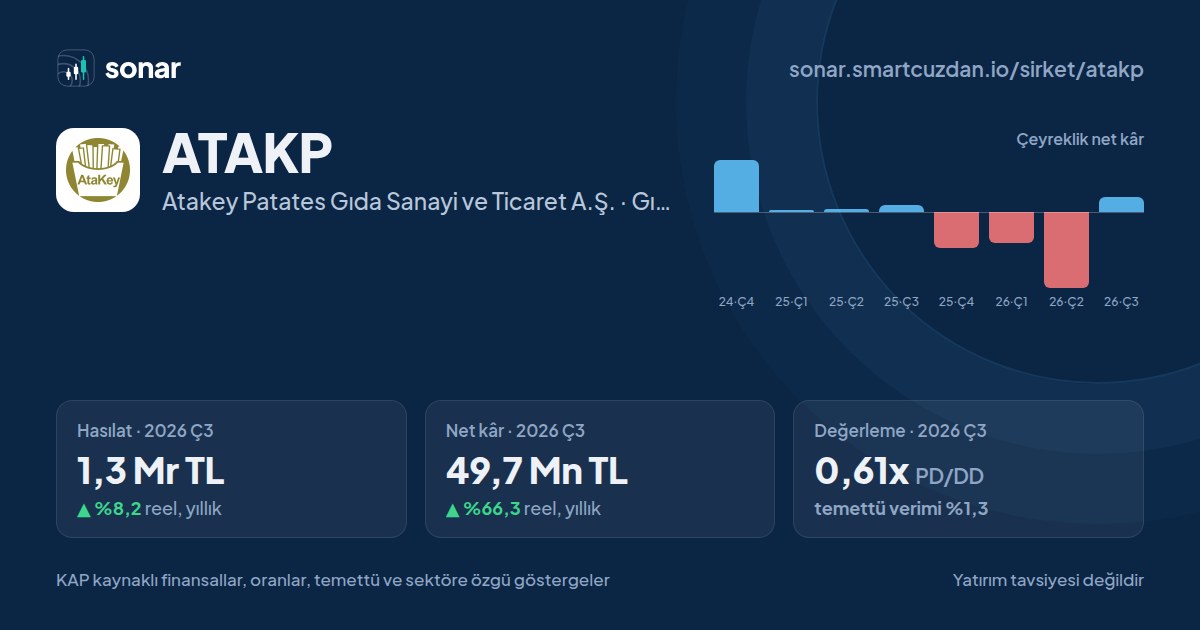 sonar
sonar.smartcuzdan.io/sirket/atakp
AtaKey
ATAKP
Atakey Patates Gıda Sanayi ve Ticaret A.Ş. · Gı...
Çeyreklik net kâr
24·Ç4 25·Ç1 25·Ç2 25·Ç3 25·Ç4 26·Ç1 26·Ç2 26·Ç3
Hasılat · 2026 Ç3
1,3 Mr TL
▲ %8,2 reel, yıllık
Net kâr · 2026 Ç3
49,7 Mn TL
▲ %66,3 reel, yıllık
Değerleme · 2026 Ç3
0,61x PD/DD
temettü verimi %1,3
KAP kaynaklı finansallar, oranlar, temettü ve sektöre özgü göstergeler
Yatırım tavsiyesi değildir